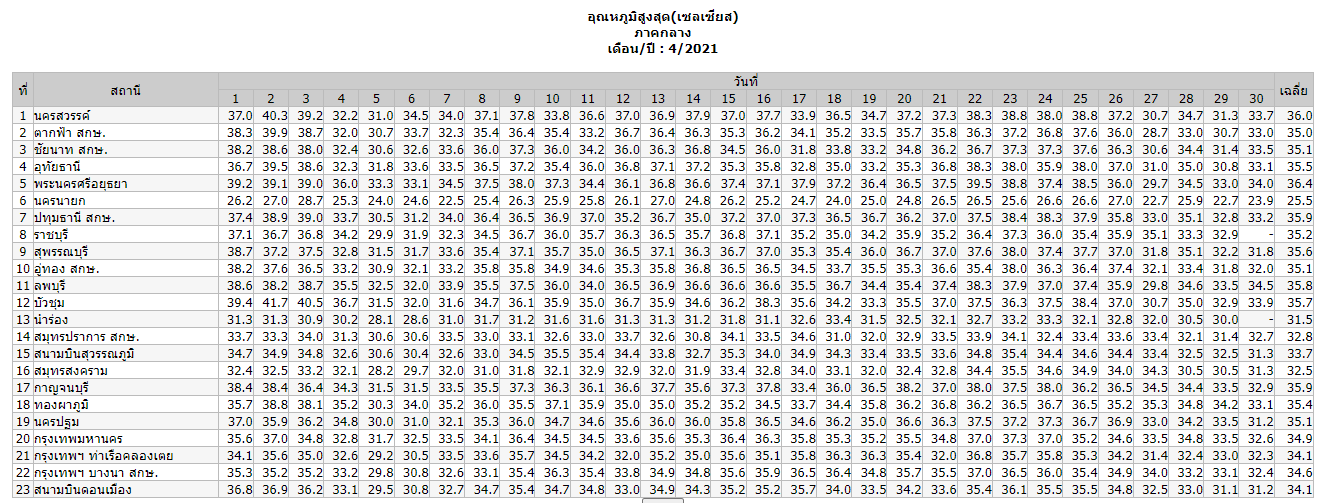 อุณหภูมิสูงสุด(เซลเซียส)
ภาคกลาง
เดือน/ปี : 4/2021
ที่ สถานี วันที่ เฉลี่ย
1 2 3 4 5 6 7 8 9 10 11 12 13 14 15 16 17 18 19 20 21 22 23 24 25 26 27 28 29 30
1 นครสวรรค์ 37.0 40.3 39.2 32.2 31.0 34.5 34.0 37.1 37.8 33.8 36.6 37.0 36.9 37.9 37.0 37.7 33.9 36.5 34.7 37.2 37.3 38.3 38.8 38.0 38.8 37.2 30.7 34.7 31.3 33.7 36.0
2 ตากฟ้า สกษ. 38.3 39.9 38.7 32.0 30.7 33.7 32.3 35.4 36.4 35.4 33.2 36.7 36.4 36.3 35.3 36.2 34.1 35.2 33.5 35.7 35.8 36.3 37.2 36.8 37.6 36.0 28.7 33.0 30.7 33.0 35.0
3 ชัยนาท สกษ. 38.2 38.6 38.0 32.4 30.6 32.6 33.6 36.0 37.3 36.0 34.2 36.0 36.3 36.8 34.5 36.0 31.8 33.8 33.2 34.8 36.2 36.7 37.3 37.3 37.6 36.3 30.6 34.4 31.4 33.5 35.1
4 อุทัยธานี 36.7 39.5 38.6 32.3 31.8 33.6 33.5 36.5 37.2 35.4 36.0 36.8 37.1 37.2 35.3 35.8 32.8 35.0 33.2 35.3 36.8 38.3 38.0 35.9 38.0 37.0 31.0 35.0 30.8 33.1 35.5
5 พระนครศรีอยุธยา 39.2 39.1 39.0 36.0 33.3 33.1 34.5 37.5 38.0 37.3 34.4 36.1 36.8 36.6 37.4 37.1 37.9 37.2 36.4 36.5 37.5 39.5 38.8 37.4 38.5 36.0 29.7 34.5 33.0 34.0 36.4
6 นครนายก 26.2 27.0 28.7 25.3 24.0 24.6 22.5 25.4 26.3 25.9 25.8 26.1 27.0 24.8 26.2 25.2 24.7 24.0 25.0 24.8 26.5 26.5 25.6 26.6 26.6 27.0 22.7 25.9 22.7 23.9 25.5
7 ปทุมธานี สกษ. 37.4 38.9 39.0 33.7 30.5 31.2 34.0 36.4 36.5 36.9 37.0 35.2 36.7 35.2 37.0 37.0 37.3 36.5 36.7 36.2 37.0 37.5 38.4 38.3 37.9 35.8 33.0 35.1 32.8 33.2 35.9
8 ราชบุรี 37.1 36.7 36.8 34.2 29.9 31.9 32.3 34.5 36.7 36.0 35.7 36.3 36.5 35.7 36.8 37.1 35.2 35.9 34.2 35.9 35.2 36.4 37.3 36.0 35.4 35.9 35.1 33.3 32.9 - 35.2
9 สุพรรณบุรี 38.7 37.2 37.5 32.8 31.5 31.7 33.6 35.4 37.1 35.7 35.0 36.5 37.1 36.3 36.7 37.0 35.3 35.4 36.0 36.7 37.0 37.6 38.0 37.4 37.7 37.0 31.8 35.1 32.2 31.8 35.6
10 อู่ทอง สกษ. 38.2 37.6 36.5 33.2 30.9 32.1 33.2 35.8 35.8 34.9 34.6 35.3 35.8 36.8 36.5 36.5 34.5 33.7 35.5 35.3 36.6 35.4 38.0 36.3 36.4 37.4 32.1 33.4 31.8 32.0 35.1
11 ลพบุรี 38.6 38.2 38.7 35.5 32.5 32.0 33.9 35.5 37.5 36.0 34.0 36.5 36.9 36.9 36.4 36.6 35.5 36.7 34.4 35.4 37.4 38.3 37.9 37.0 37.4 35.9 29.8 34.6 33.5 34.5 35.8
12 บัวชุม 39.4 41.7 40.5 36.7 31.5 32.0 31.6 34.7 36.1 35.9 35.0 36.7 35.9 34.6 36.2 38.3 35.6 34.2 33.3 35.5 37.0 37.5 36.3 37.5 38.4 37.0 30.7 35.0 32.9 33.9 35.7
13 นำร่อง 31.3 31.3 30.9 30.2 28.1 28.6 31.0 31.7 31.2 31.6 31.6 31.3 31.3 31.2 31.8 31.1 32.6 33.4 31.5 32.5 32.1 32.7 33.2 33.3 32.1 32.8 32.0 30.5 30.0 - 31.5
14 สมุทรปราการ สกษ. 33.7 33.3 34.0 31.3 30.6 30.6 33.5 33.0 33.1 32.6 33.0 33.7 32.6 30.8 34.1 33.5 34.6 31.0 32.0 32.9 33.5 33.9 34.1 32.4 33.4 33.6 33.4 32.1 31.4 32.7 32.8
15 สนามบินสุวรรณภูมิ 34.7 34.9 34.8 32.6 30.6 30.4 32.6 33.0 34.5 35.5 35.4 34.4 33.8 32.7 35.3 34.0 34.9 34.3 33.4 33.5 33.6 34.8 35.4 34.4 34.6 34.4 33.4 32.5 32.5 31.3 33.7
16 สมุทรสงคราม 32.4 32.5 33.2 32.1 28.2 29.7 32.0 31.0 31.8 32.1 32.9 32.9 32.0 31.9 33.4 32.8 34.0 33.1 32.0 32.4 32.8 34.4 35.5 34.6 34.9 34.0 34.3 30.5 30.5 31.3 32.5
17 กาญจนบุรี 38.4 38.4 36.4 34.3 31.5 31.5 33.5 35.5 37.3 36.3 36.1 36.6 37.7 35.6 37.3 37.8 33.4 36.0 36.5 38.2 37.0 38.0 37.5 38.0 36.2 36.5 34.5 34.4 33.5 32.9 35.9
18 ทองผาภูมิ 35.7 38.8 38.1 35.2 30.3 34.0 35.2 36.0 35.5 37.1 35.9 35.0 35.0 35.2 35.2 34.5 33.7 34.4 35.8 36.2 36.8 36.2 36.5 36.7 36.5 35.2 35.3 34.8 34.2 33.1 35.4
19 นครปฐม 37.0 35.9 36.2 34.8 30.0 31.0 32.1 35.3 36.0 34.7 34.6 35.6 36.0 36.0 35.8 36.5 37.9 34.6 36.2 35.0 36.6 36.3 37.5 37.2 37.3 36.7 36.9 33.0 34.2 33.5 31.2 35.1
20 กรุงเทพมหานคร 35.6 37.0 34.8 32.8 31.7 32.5 33.5 34.1 36.4 34.5 34.5 33.6 35.6 35.3 36.4 36.3 35.8 35.3 35.2 35.5 34.8 37.0 37.3 37.0 35.2 34.6 33.5 34.8 33.5 32.6 34.9
21 กรุงเทพฯ ท่าเรือคลองเตย 34.1 35.6 35.0 32.6 29.2 30.5 33.5 33.6 35.7 34.5 34.2 32.0 35.2 35.0 35.6 35.1 35.8 36.3 36.3 35.4 32.0 36.8 35.7 35.8 35.3 34.2 31.4 32.4 33.0 32.3 34.1
22 กรุงเทพฯ บางนา สกษ. 35.3 35.2 35.2 33.2 29.8 30.8 32.6 33.1 35.4 36.3 35.4 33.8 34.9 34.8 35.6 35.9 36.5 36.4 34.8 35.7 35.5 37.0 36.5 36.0 35.4 34.9 34.0 33.2 33.1 32.4 34.6
23 สนามบินดอนเมือง 36.8 36.9 36.2 33.1 29.5 30.8 32.7 34.7 35.4 34.7 34.8 33.0 34.9 34.3 35.2 35.2 35.7 34.0 33.5 34.2 33.6 35.4 36.1 35.5 35.5 34.8 32.5 33.0 31.1 31.2 34.1